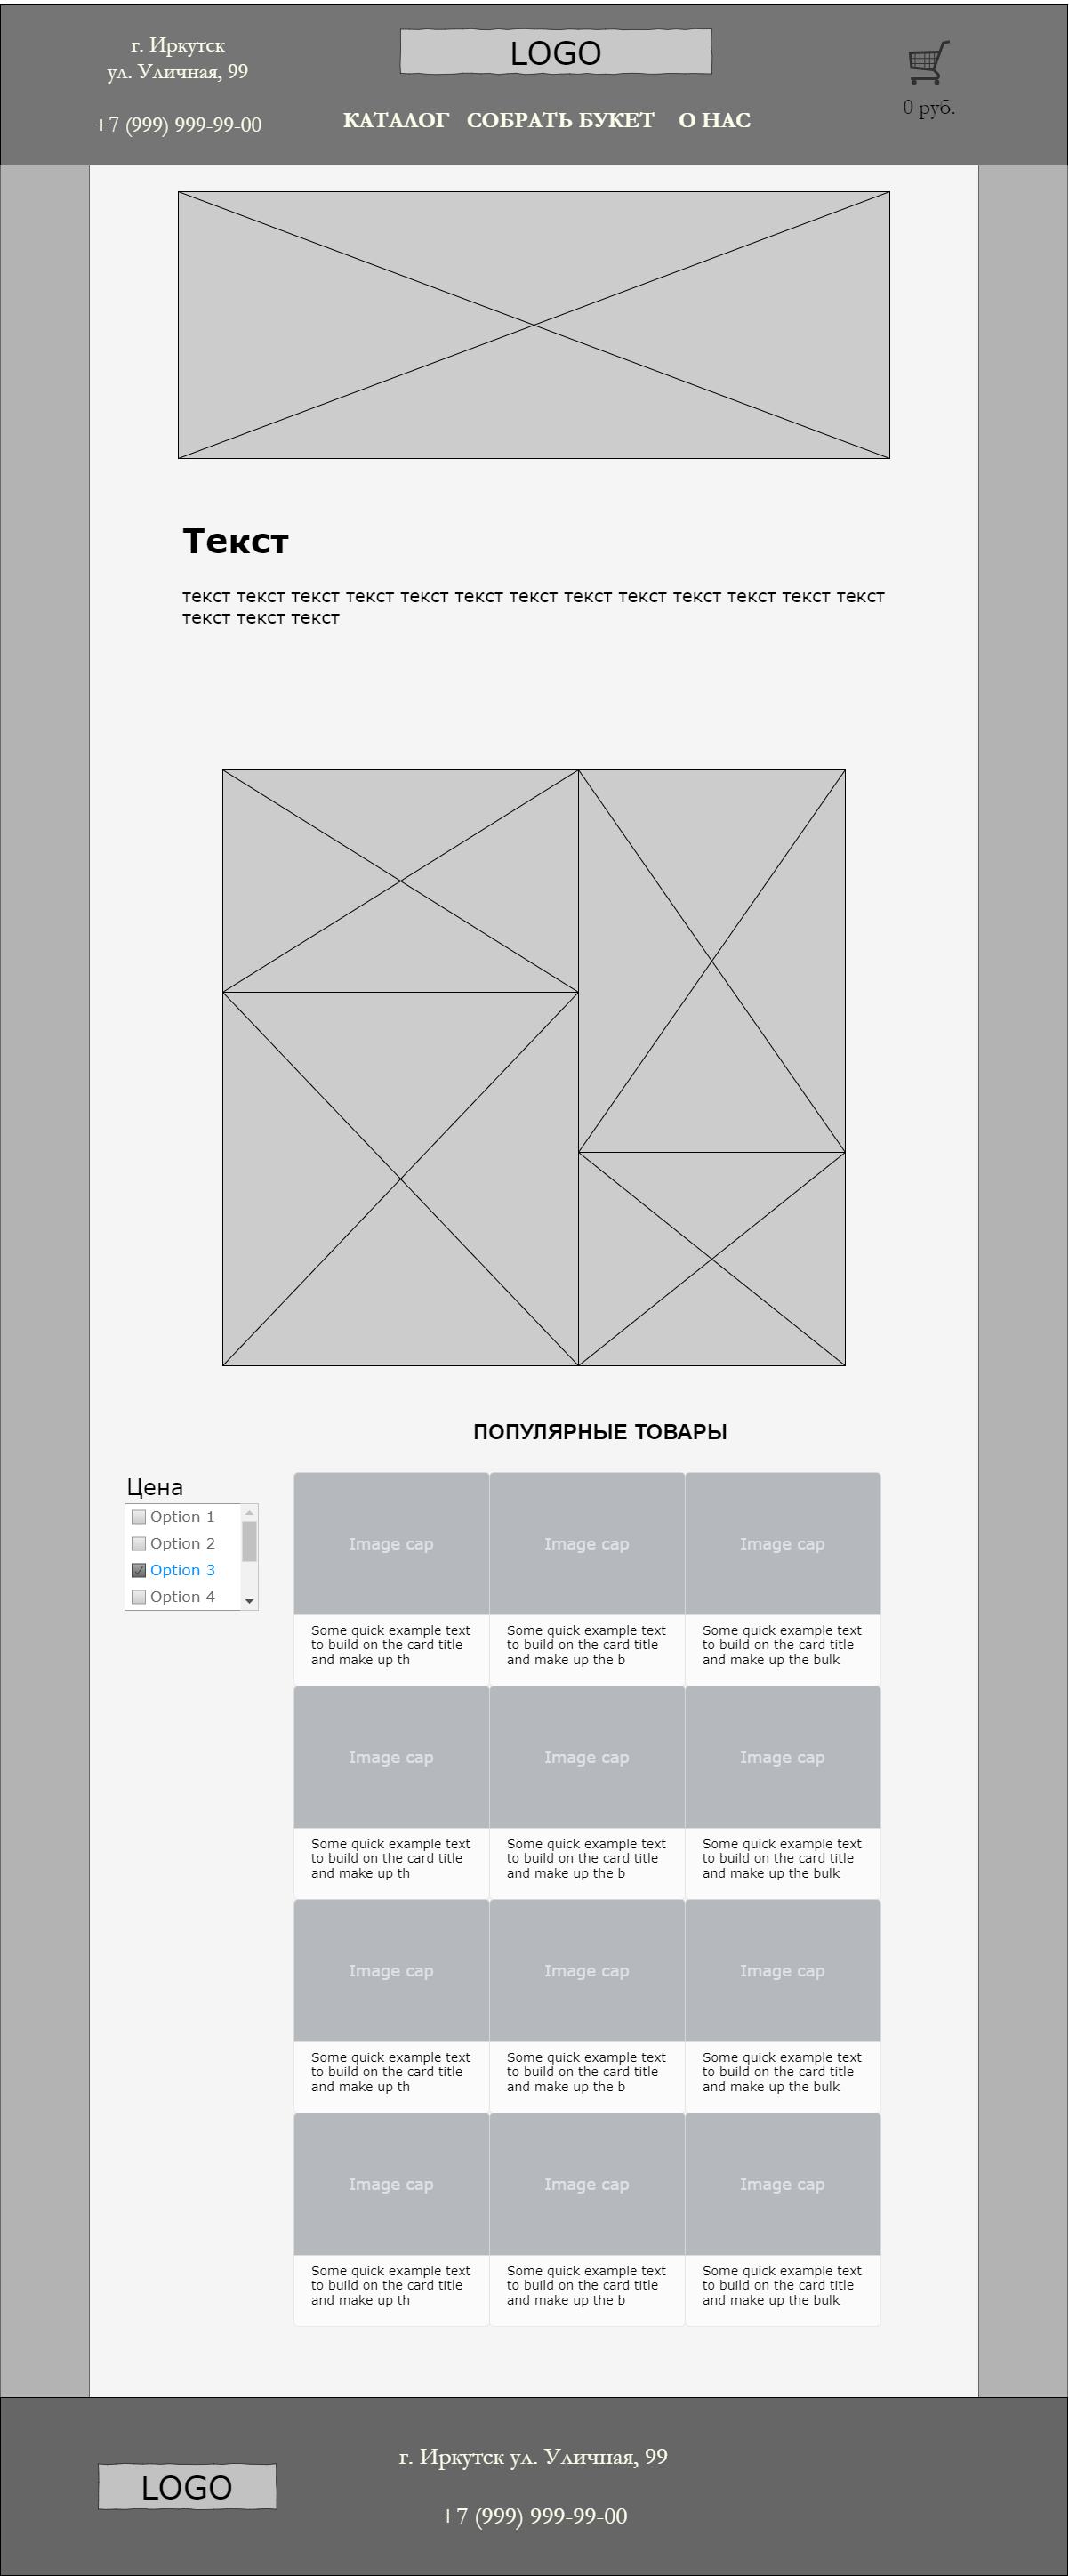 г. Иркутск
ул. Уличная, 99
+7 (999) 999-99-00
LOGO
КАТАЛОГ СОБРАТЬ БУКЕТ О НАС
0 руб.
Текст
текст текст текст текст текст текст текст текст текст текст текст текст текст
текст текст текст
ПОПУЛЯРНЫЕ ТОВАРЫ
Цена
Option 1
Option 2
Option 3
Option 4
Image cap Image cap Image cap
Some quick example text Some quick example text Some quick example text
to build on the card title to build on the card title to build on the card title
and make up th and make up the b and make up the bulk
Image cap Image cap Image cap
Some quick example text Some quick example text Some quick example text
to build on the card title to build on the card title to build on the card title
and make up th and make up the b and make up the bulk
Image cap Image cap Image cap
Some quick example text Some quick example text Some quick example text
to build on the card title to build on the card title to build on the card title
and make up th and make up the b and make up the bulk
Image cap Image cap Image cap
Some quick example text Some quick example text Some quick example text
to build on the card title to build on the card title to build on the card title
and make up th and make up the b and make up the bulk
LOGO
г. Иркутск ул. Уличная, 99
+7 (999) 999-99-00